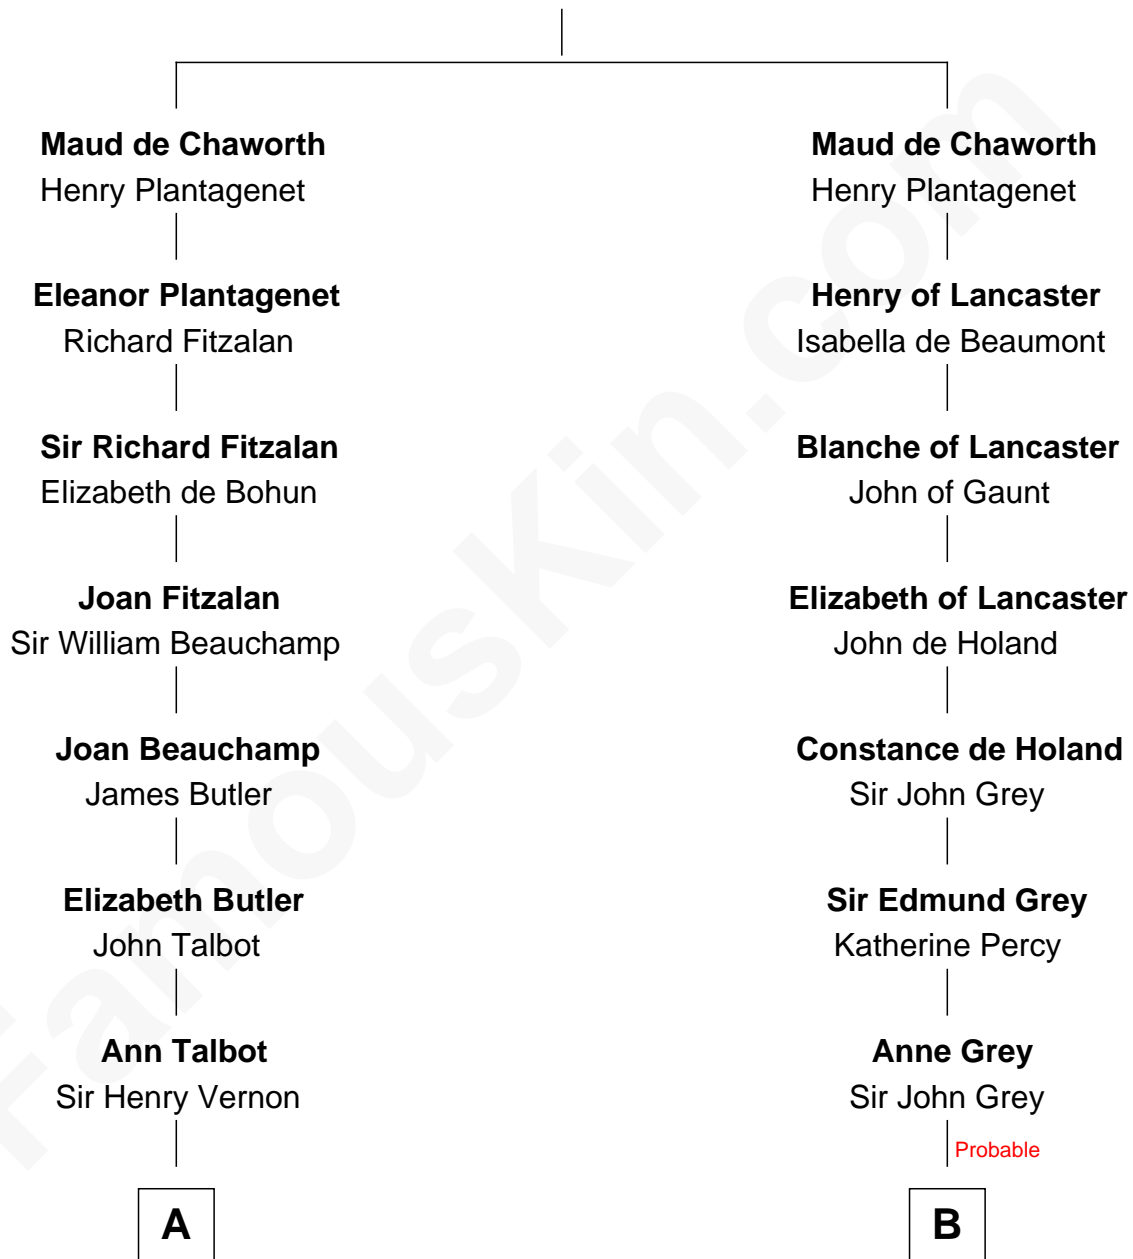 Maud de Chaworth
Henry Plantagenet
Eleanor Plantagenet
Richard Fitzalan
Sir Richard Fitzalan
Elizabeth de Bohun
Joan Fitzalan
Sir William Beauchamp
Joan Beauchamp
James Butler
Elizabeth Butler
John Talbot
Ann Talbot
Sir Henry Vernon
A
Maud de Chaworth
Henry Plantagenet
Henry of Lancaster
Isabella de Beaumont
Blanche of Lancaster
John of Gaunt
Elizabeth of Lancaster
John de Holand
Constance de Holand
Sir John Grey
Sir Edmund Grey
Katherine Percy
Anne Grey
Sir John Grey
Probable
B
FamousKin.com